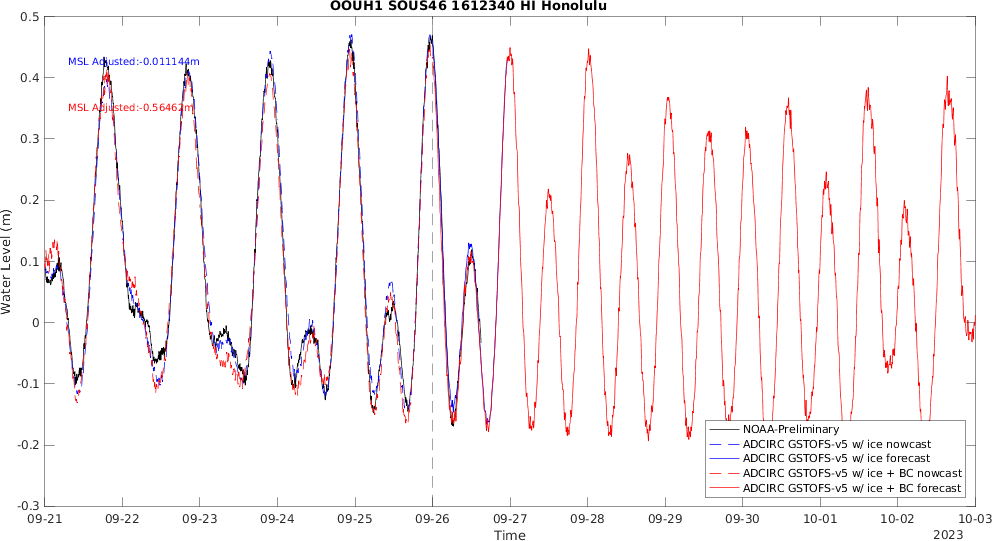 OOUH1 SOUS46 1612340 HI Honolulu
0.5
0.4
0.3
0.2
0.1
0
-0.1
-0.2
-0.3
Water Level (m)
MSL Adjusted:-0.011144m
MSL Adjusted:-0.56462m
NOAA-Preliminary
ADCIRC GSTOFS-v5 w/ ice nowcast
ADCIRC GSTOFS-v5 w/ ice forecast
ADCIRC GSTOFS-v5 w/ ice + BC nowcast
ADCIRC GSTOFS-v5 w/ ice + BC forecast
09-21 09-22 09-23 09-24 09-25 09-26 09-27 09-28 09-29 09-30 10-01 10-02 10-03
Time
2023